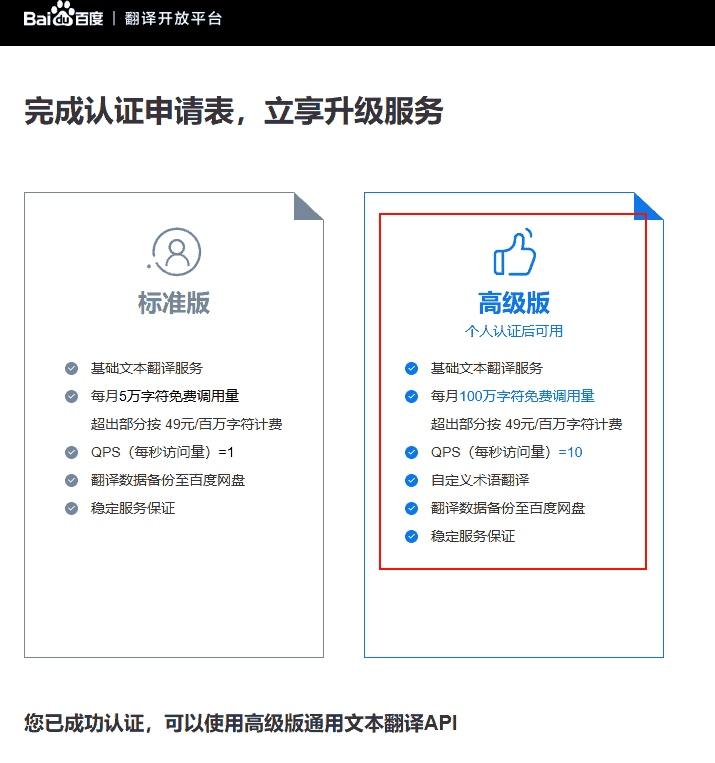 Bai du 百度 | 翻译开放平台
完成认证申请表，立享升级服务
标准版
基础文本翻译服务
每月5万字符免费调用量
超出部分按 49元/百万字符计费
QPS（每秒访问量）=1
翻译数据备份至百度网盘
稳定服务保证
高级版
个人认证后可用
基础文本翻译服务
每月100万字符免费调用量
超出部分按 49元/百万字符计费
QPS（每秒访问量）=10
自定义术语翻译
翻译数据备份至百度网盘
稳定服务保证
您已成功认证，可以使用高级版通用文本翻译API